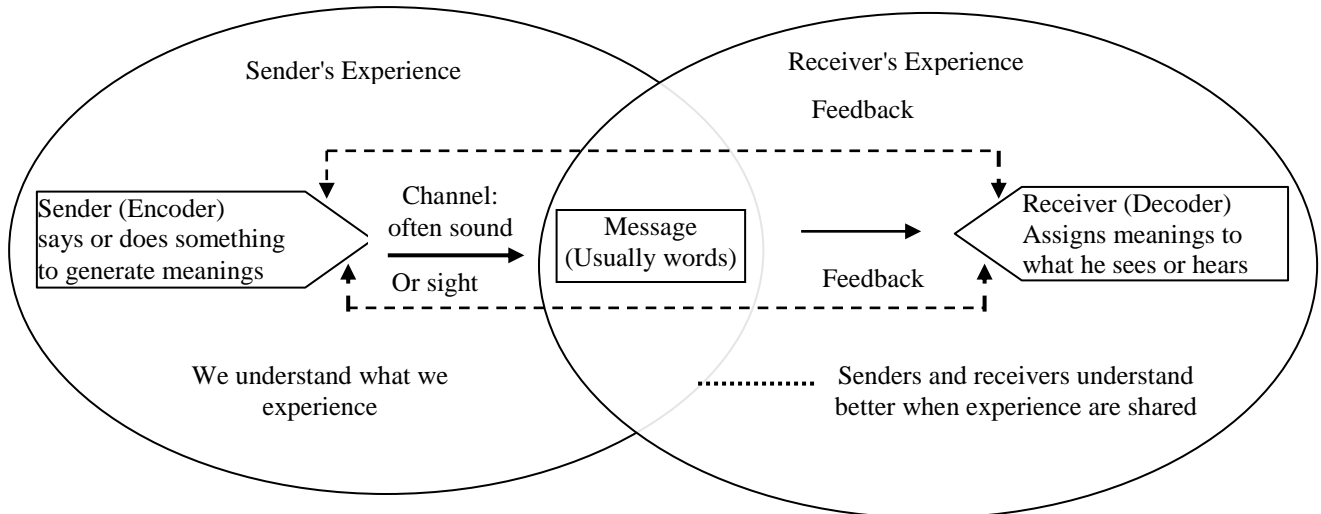 Sender's Experience
Receiver's Experience
Feedback
Sender (Encoder)
says or does something
to generate meanings
Channel:
often sound
Or sight
Message
(Usually words)
Feedback
Receiver (Decoder)
Assigns meanings to
what he sees or hears
We understand what we
experience
Senders and receivers understand
better when experience are shared